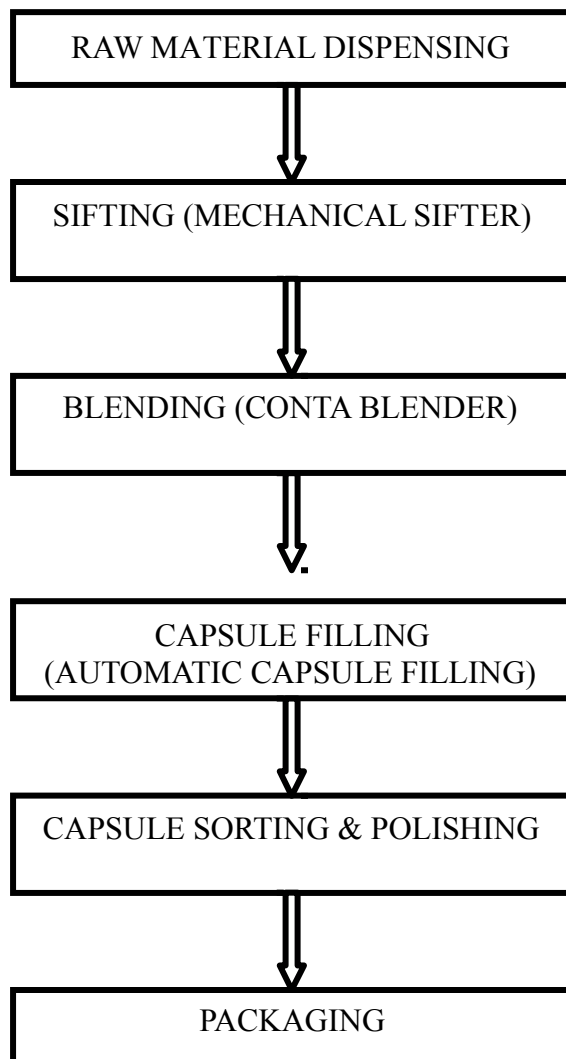 RAW MATERIAL DISPENSING
SIFTING (MECHANICAL SIFTER)
BLENDING (CONTA BLENDER)
.
CAPSULE FILLING
(AUTOMATIC CAPSULE FILLING)
CAPSULE SORTING & POLISHING
PACKAGING